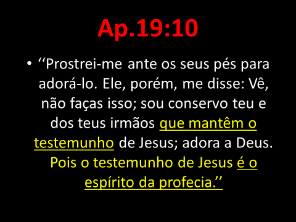 Ap.19:10
• ‘‘Prostrei-me ante os seus pés para
adorá-lo. Ele, porém, me disse: Vê,
não faças isso; sou conservo teu e
dos teus irmãos que mantêm o
testemunho de Jesus; adora a Deus.
Pois o testemunho de Jesus é o
espírito da profecia.’’